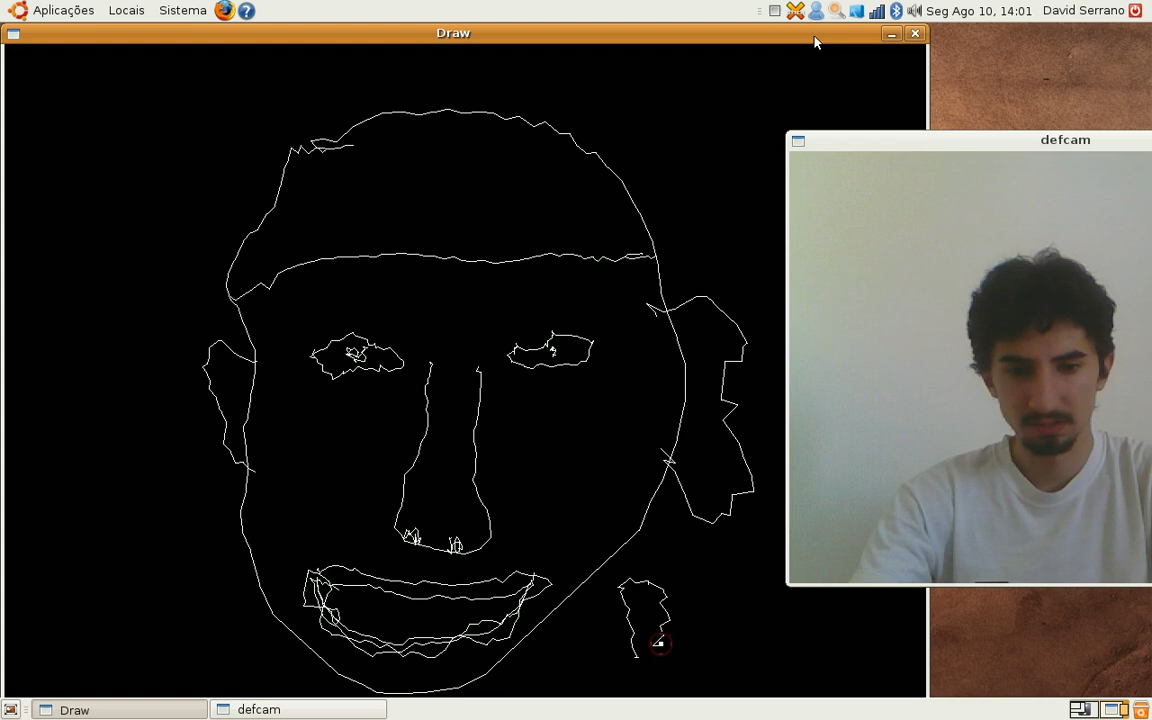 Aplicações Locais Sistema Seg Ago 10, 14:01 David Serrano
Draw
defcam
Draw defcam